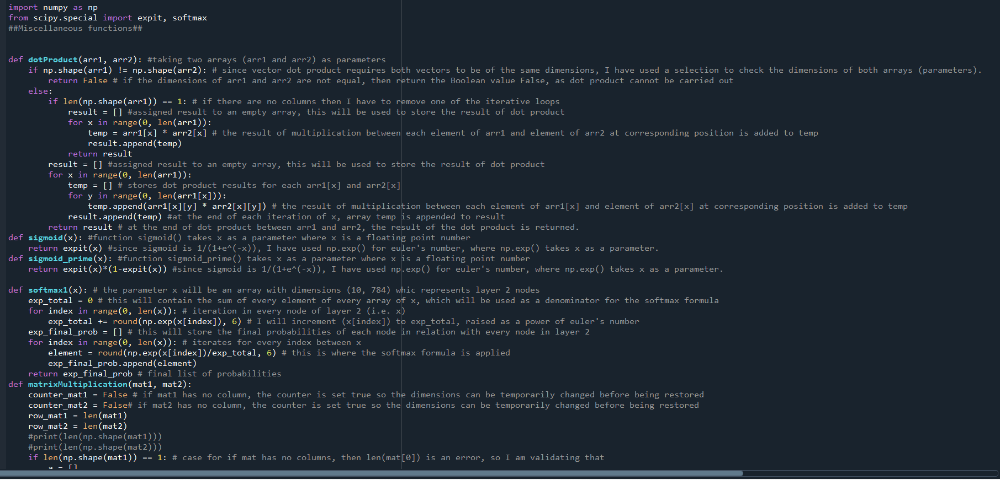 import numpy as np
from scipy.special import expit, softmax
##Miscellaneous functions##
def dotProduct(arr1, arr2): #taking two arrays (arr1 and arr2) as parameters
    if np.shape(arr1) != np.shape(arr2): # since vector dot product requires both vectors to be of the same dimensions, I have used a selection to check the dimensions of both arrays (parameters).
        return False # if the dimensions of arr1 and arr2 are not equal, then return the Boolean value False, as dot product cannot be carried out
    else:
        if len(np.shape(arr1)) == 1: # if there are no columns then I have to remove one of the iterative loops
            result = [] #assigned result to an empty array, this will be used to store the result of dot product
            for x in range(0, len(arr1)):
                temp = arr1[x] * arr2[x] # the result of multiplication between each element of arr1 and element of arr2 at corresponding position is added to temp
                result.append(temp)
            return result
        result = [] #assigned result to an empty array, this will be used to store the result of dot product
        for x in range(0, len(arr1)):
            temp = [] # stores dot product results for each arr1[x] and arr2[x]
            for y in range(0, len(arr1[x])):
                temp.append(arr1[x][y] * arr2[x][y]) # the result of multiplication between each element of arr1[x] and element of arr2[x] at corresponding position is added to temp
            result.append(temp) #at the end of each iteration of x, array temp is appended to result
        return result # at the end of dot product between arr1 and arr2, the result of the dot product is returned.
def sigmoid(x): #function sigmoid() takes x as a parameter where x is a floating point number
    return expit(x) #since sigmoid is 1/(1+e^(-x)), I have used np.exp() for euler's number, where np.exp() takes x as a parameter.
def sigmoid_prime(x): #function sigmoid_prime() takes x as a parameter where x is a floating point number
    return expit(x)*(1-expit(x)) #since sigmoid is 1/(1+e^(-x)), I have used np.exp() for euler's number, where np.exp() takes x as a parameter.
def softmax1(x): # the parameter x will be an array with dimensions (10, 784) whic represents layer 2 nodes
    exp_total = 0 # this will contain the sum of every element of every array of x, which will be used as a denominator for the softmax formula
    for index in range(0, len(x)): # iteration in every node of layer 2 (i.e. x)
        exp_total += round(np.exp(x[index]), 6) # I will increment (x[index]) to exp_total, raised as a power of euler's number
    exp_final_prob = [] # this will store the final probabilities of each node in relation with every node in layer 2
    for index in range(0, len(x)): # iterates for every index between x
        element = round(np.exp(x[index])/exp_total, 6) # this is where the softmax formula is applied
        exp_final_prob.append(element)
    return exp_final_prob # final list of probabilities
def matrixMultiplication(mat1, mat2):
    counter_mat1 = False # if mat1 has no column, the counter is set true so the dimensions can be temporarily changed before being restored
    counter_mat2 = False# if mat2 has no column, the counter is set true so the dimensions can be temporarily changed before being restored
    row_mat1 = len(mat1)
    row_mat2 = len(mat2)
    #print(len(np.shape(mat1)))
    #print(len(np.shape(mat2)))
    if len(np.shape(mat1)) == 1: # case for if mat has no columns, then len(mat[0]) is an error, so I am validating that
        a = []